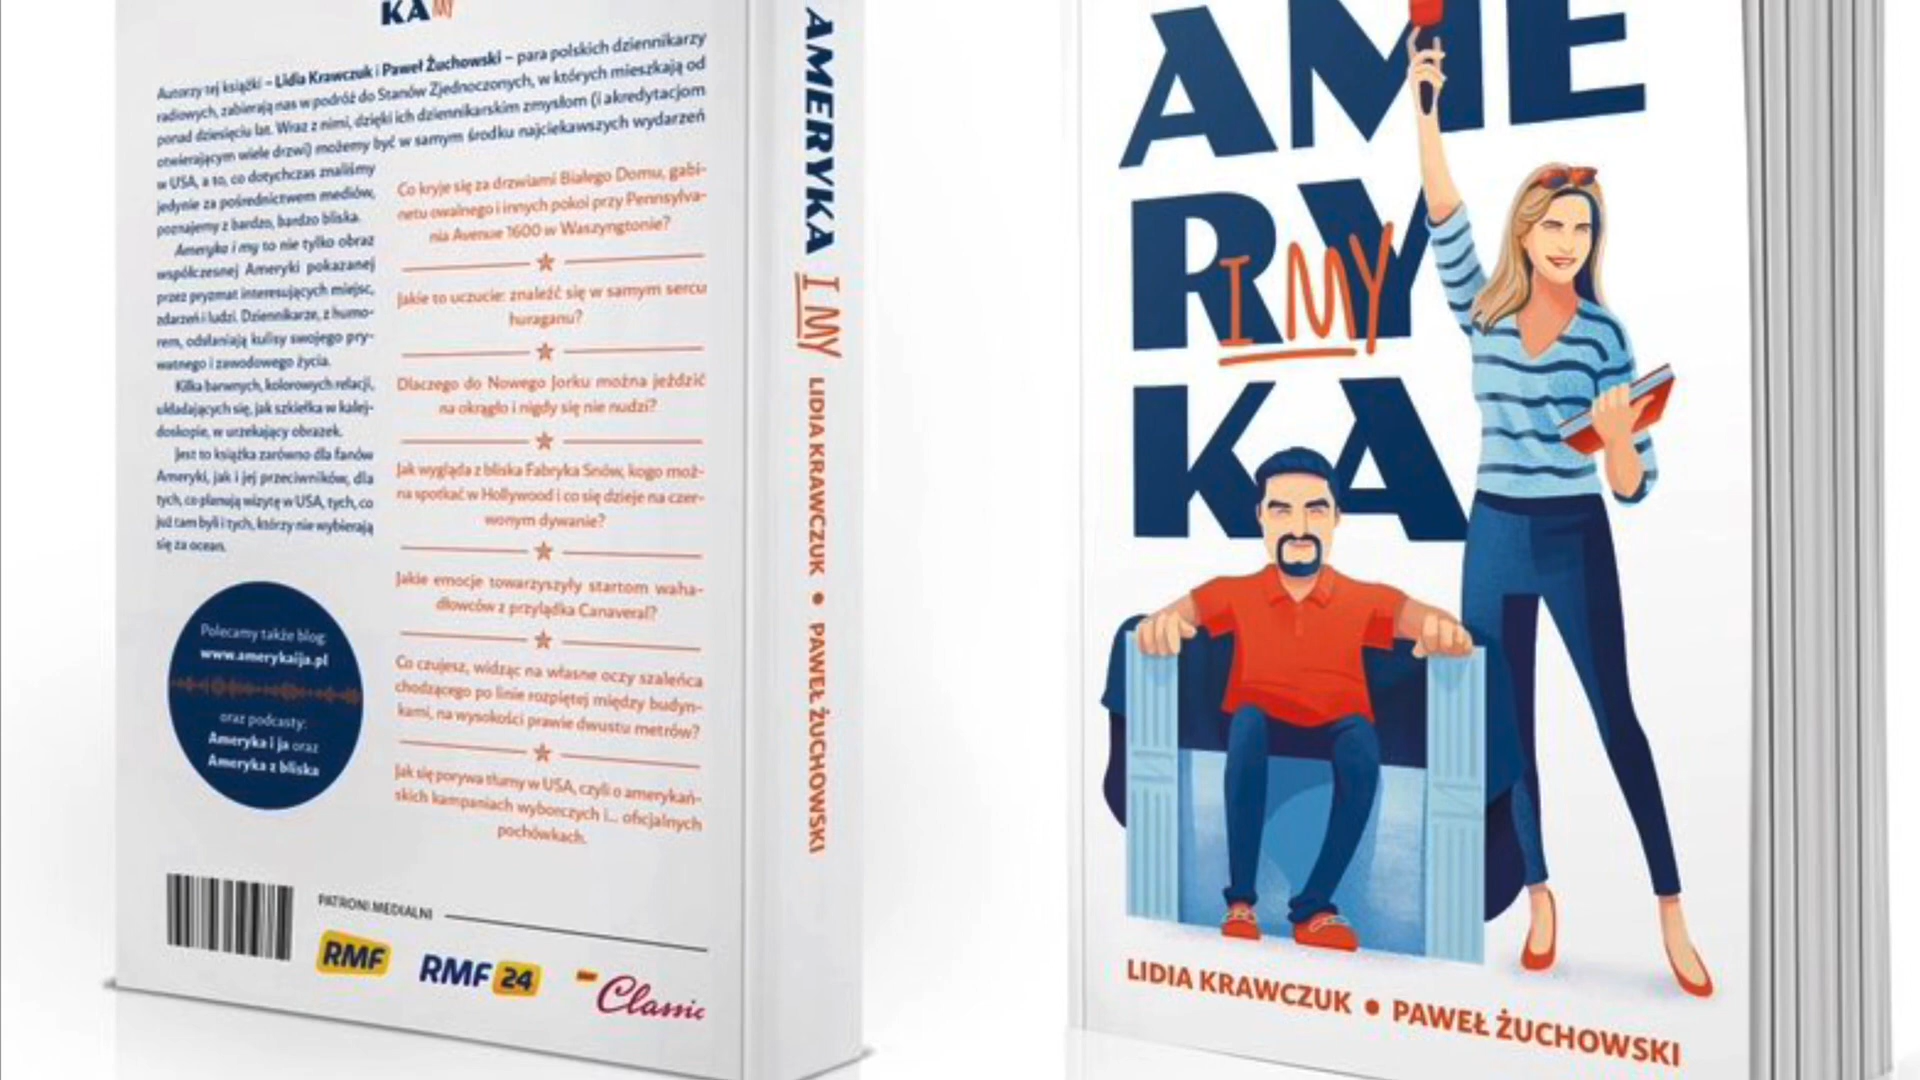 KA MY
Autorzy tej książki – Lidia Krawczuk i Paweł Żuchowski – para polskich dziennikarzy
radiowych, zabierają nas w podróż do Stanów Zjednoczonych, w których mieszkają od
ponad dziesięciu lat. Wraz z nimi, dzięki ich dziennikarskim zmysłom (i akredytacjom
otwierającym wiele drzwi) możemy być w samym środku najciekawszych wydarzeń
w USA, a to, co dotychczas znaliśmy
jedynie za pośrednictwem mediów,
poznajemy z bardzo, bardzo bliska.
Ameryka i my to nie tylko obraz
współczesnej Ameryki pokazanej
przez pryzmat interesujących miejsc,
zdarzeń i ludzi. Dziennikarze, z humo-
rem, odsłaniają kulisy swojego pry-
watnego i zawodowego życia.
Kilka barwnych, kolorowych relacji,
układających się, jak szkiełka w kalej-
doskopie, w urzekający obrazek.
Jest to książka zarówno dla fanów
Ameryki, jak i jej przeciwników, dla
tych, co planują wizytę w USA, tych, co
już tam byli i tych, którzy nie wybierają
się za ocean.
Co kryje się za drzwiami Białego Domu, gabi-
netu owalnego i innych pokoi przy Pennsylva-
nia Avenue 1600 w Waszyngtonie?
Jakie to uczucie: znaleźć się w samym sercu
huraganu?
Dlaczego do Nowego Jorku można jeździć
na okrągło i nigdy się nie nudzi?
Jak wygląda z bliska Fabryka Snów, kogo moż-
na spotkać w Hollywood i co się dzieje na czer-
wonym dywanie?
Jakie emocje towarzyszyły startom waha-
dłowców z przylądka Canaveral?
Co czujesz, widząc na własne oczy szaleńca
chodzącego po linie rozpiętej między budyn-
kami, na wysokości prawie dwustu metrów?
Jak się porywa tłumy w USA, czyli o amerykań-
skich kampaniach wyborczych i... oficjalnych
pochówkach.
Polecamy także blog:
www.amerykaija.pl
oraz podcasty:
Ameryka i ja oraz
Ameryka z bliska
PATRONI MEDIALNI
RMF
RMF 24
RMF Classic
AMERYKA I MY LIDIA KRAWCZUK • PAWEŁ ŻUCHOWSKI
AME
RY
I MY
KA
LIDIA KRAWCZUK • PAWEŁ ŻUCHOWSKI